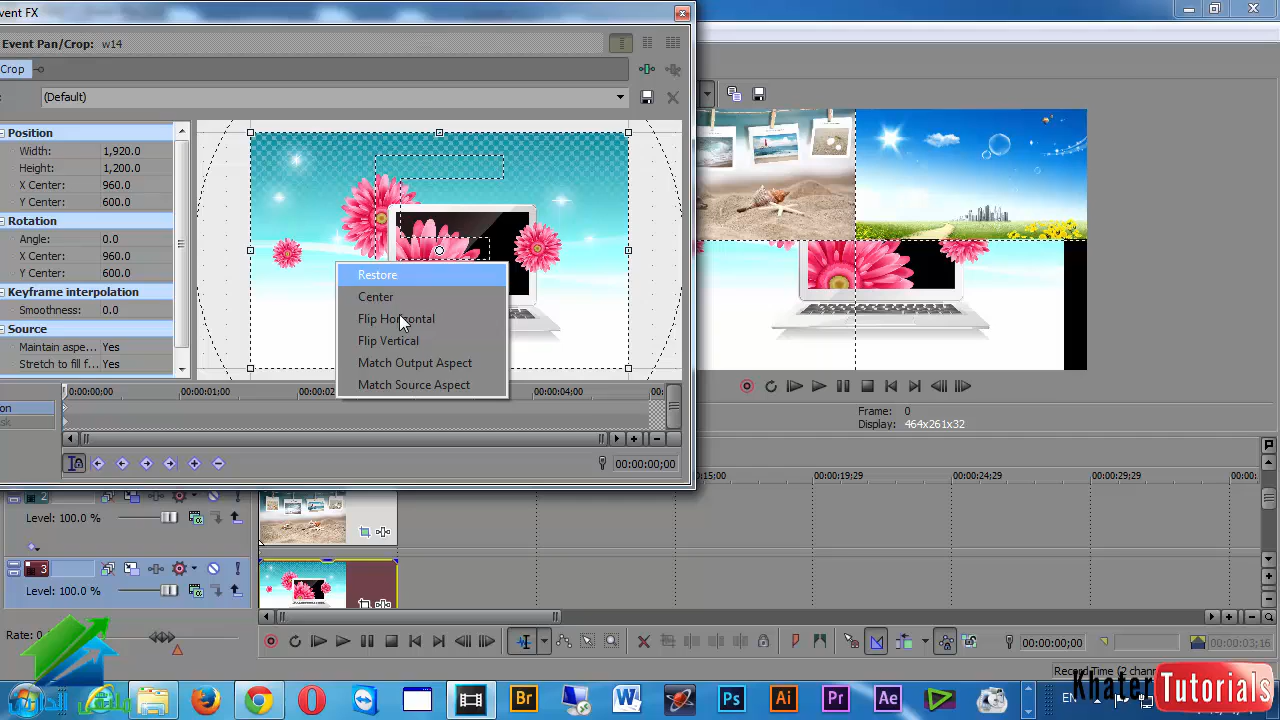 Event FX
Event Pan/Crop: w14
Crop
(Default)
Position
Width: 1,920.0
Height: 1,200.0
X Center: 960.0
Y Center: 600.0
Rotation
Angle: 0.0
X Center: 960.0
Y Center: 600.0
Keyframe interpolation
Smoothness: 0.0
Source
Maintain aspe... Yes
Stretch to fill f... Yes
Restore
Center
Flip Horizontal
Flip Vertical
Match Output Aspect
Match Source Aspect
00:00:00;00
00:00:01;00
00:00:04;00
00:00:00;00
Frame: 0
Display: 464x261x32
00:00:19;29
00:00:24;29
00:00:29;29
2
Level: 100.0 %
3
Level: 100.0 %
Rate:
00:00:00;00
00:00:03;16
Record Time (2 chann
Br
W
Ps
Ai
Pr
Ae
EN
Khater Tutorials